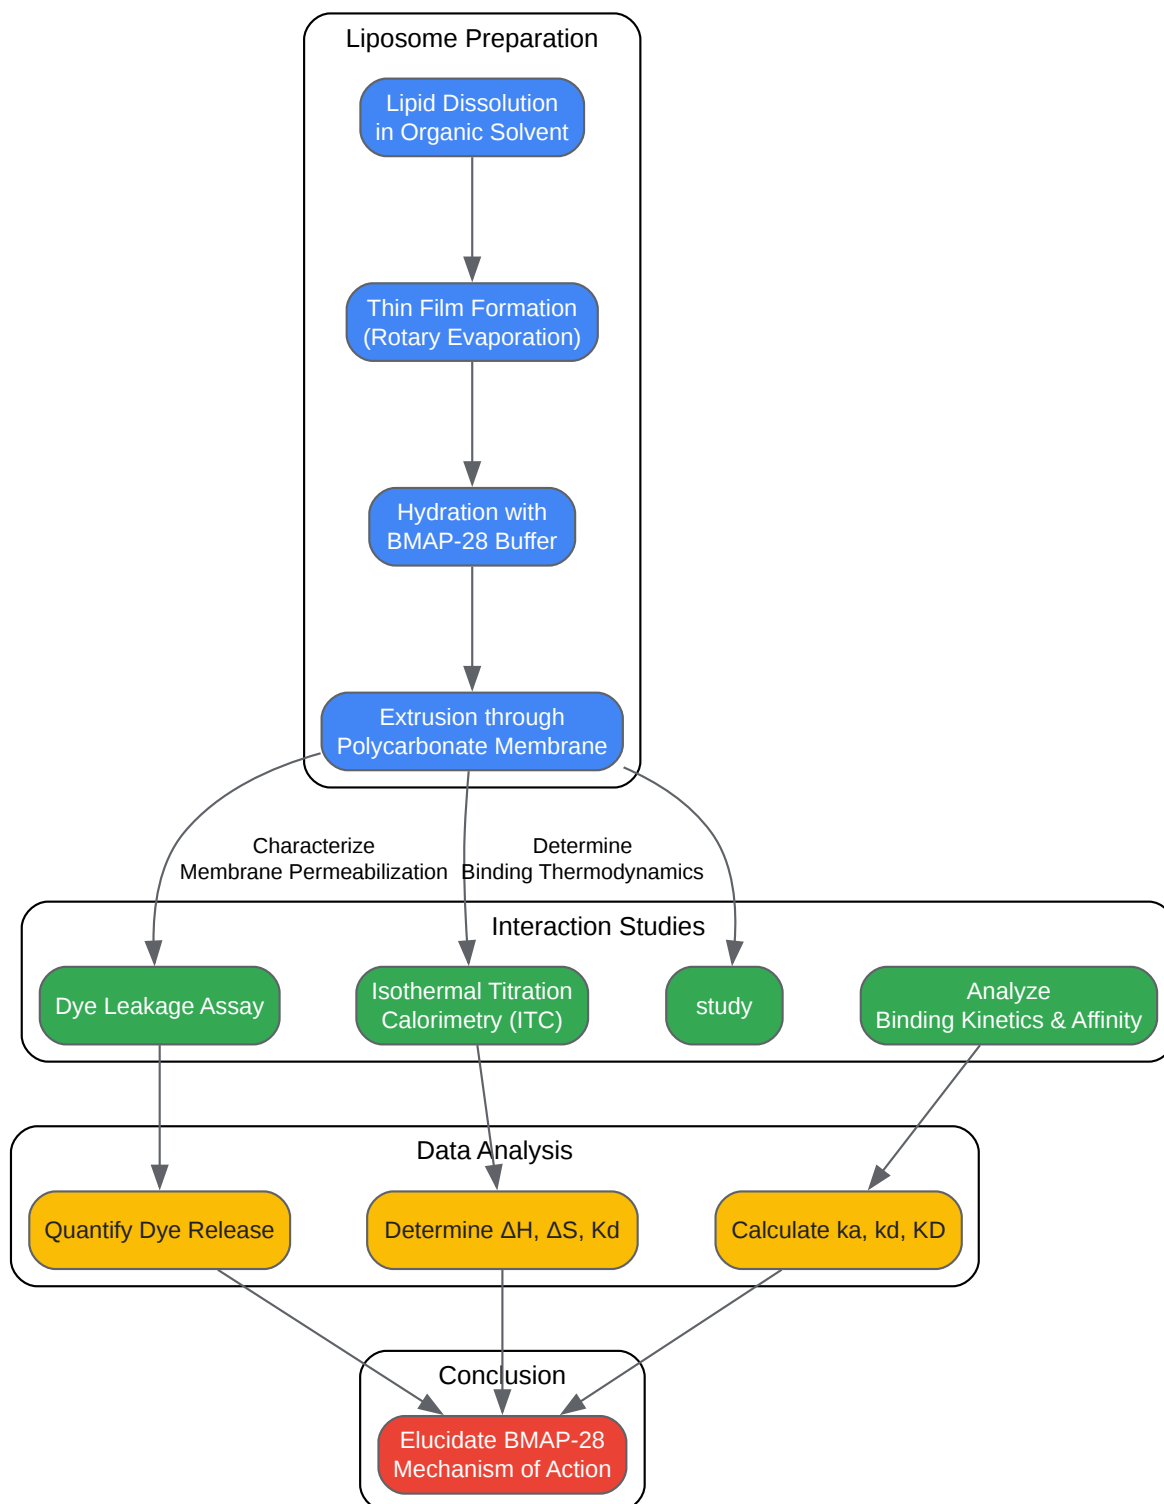 Liposome Preparation
Lipid Dissolution
in Organic Solvent
Thin Film Formation
(Rotary Evaporation)
Hydration with
BMAP-28 Buffer
Extrusion through
Polycarbonate Membrane
Characterize
Membrane Permeabilization
Determine
Binding Thermodynamics
Interaction Studies
Dye Leakage Assay
Isothermal Titration
Calorimetry (ITC)
study
Analyze
Binding Kinetics & Affinity
Data Analysis
Quantify Dye Release
Determine ΔH, ΔS, Kd
Calculate ka, kd, KD
Conclusion
Elucidate BMAP-28
Mechanism of Action